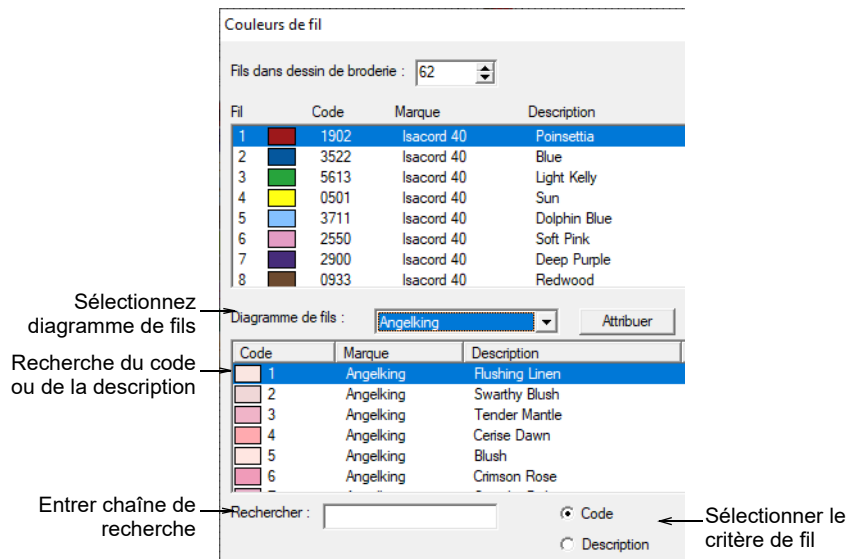 Couleurs de fil
Fils dans dessin de broderie : 62
Fil Code Marque Description
1 1902 Isacord 40 Poinsettia
2 3522 Isacord 40 Blue
3 5613 Isacord 40 Light Kelly
4 0501 Isacord 40 Sun
5 3711 Isacord 40 Dolphin Blue
6 2550 Isacord 40 Soft Pink
7 2900 Isacord 40 Deep Purple
8 0933 Isacord 40 Redwood
Sélectionnez
diagramme de fils
Diagramme de fils : Angelking Attribuer
Recherche du code
ou de la description
Code Marque Description
1 Angelking Flushing Linen
2 Angelking Swarthy Blush
3 Angelking Tender Mantle
4 Angelking Cerise Dawn
5 Angelking Blush
6 Angelking Crimson Rose
Entrer chaîne de
recherche
Rechercher : Code
Description
Sélectionner le
critère de fil